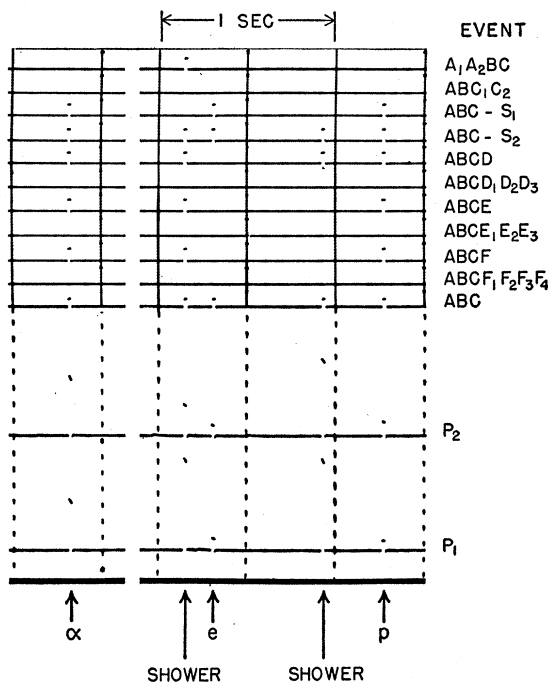 1 SEC
EVENT
A₁A₂BC
ABC₁C₂
ABC - S₁
ABC - S₂
ABCD
ABCD₁D₂D₃
ABCE
ABCE₁E₂E₃
ABCF
ABCF₁F₂F₃F₄
ABC
P₂
P₁
α e p
SHOWER SHOWER